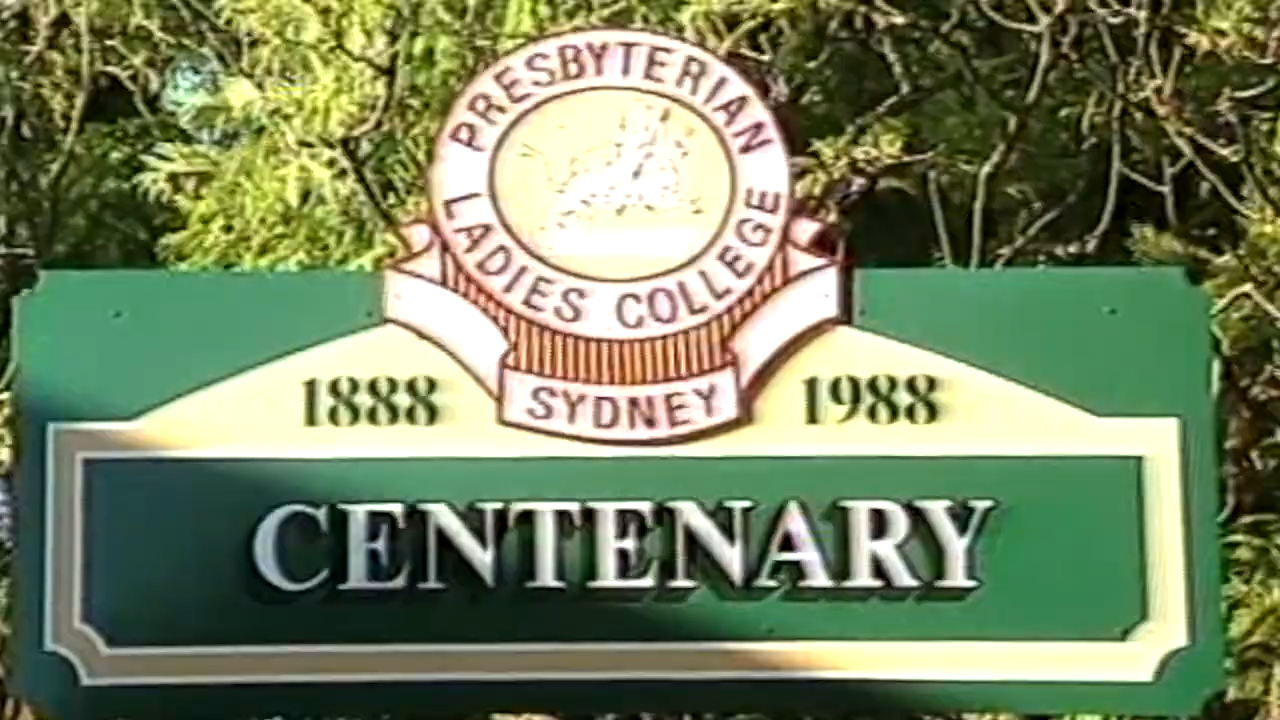 PRESBYTERIAN
LADIES COLLEGE
SYDNEY
1888 1988
CENTENARY